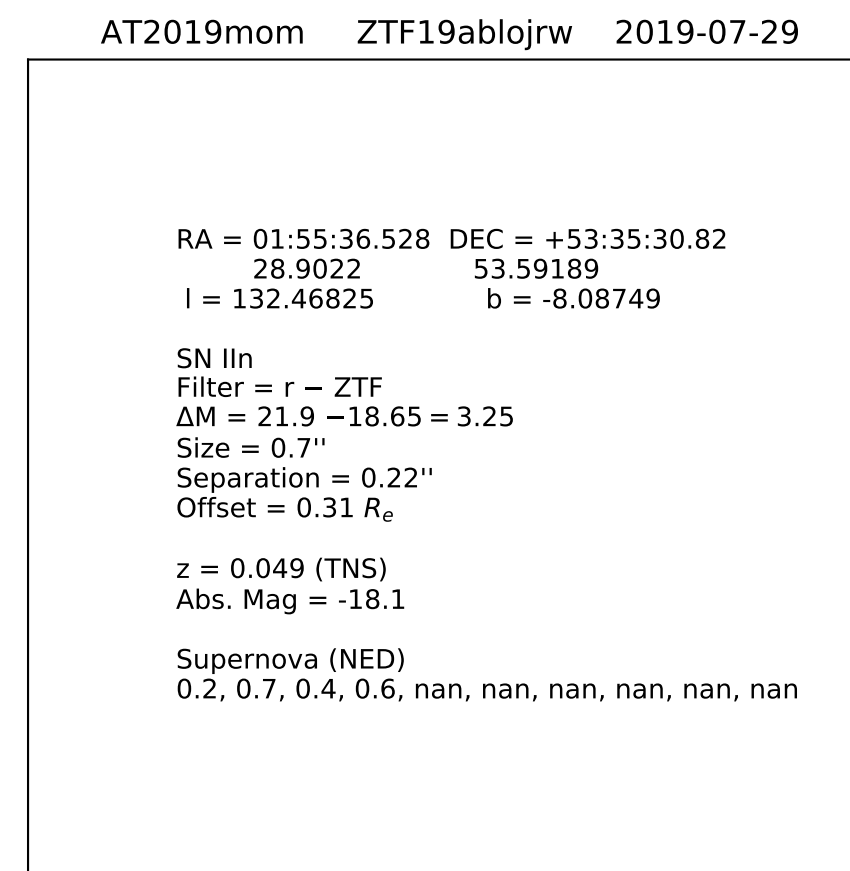 AT2019mom ZTF19ablojrw 2019-07-29
RA = 01:55:36.528 DEC = +53:35:30.82
28.9022 53.59189
l = 132.46825 b = -8.08749
SN IIn
Filter = r − ZTF
ΔM = 21.9 −18.65 = 3.25
Size = 0.7''
Separation = 0.22''
Offset = 0.31 Rₑ
z = 0.049 (TNS)
Abs. Mag = -18.1
Supernova (NED)
0.2, 0.7, 0.4, 0.6, nan, nan, nan, nan, nan, nan